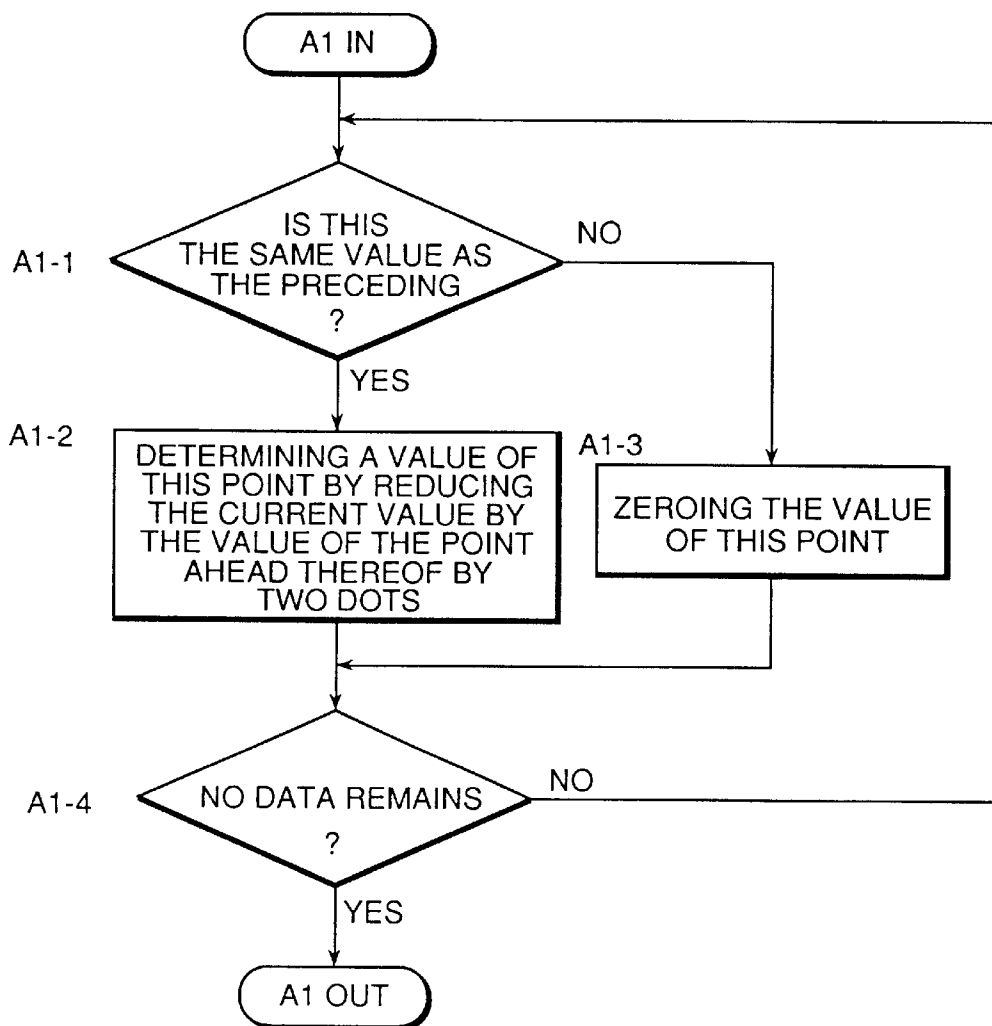 A1 IN
IS THIS
THE SAME VALUE AS
THE PRECEDING
?
NO
A1-1
YES
A1-2
DETERMINING A VALUE OF
THIS POINT BY REDUCING
THE CURRENT VALUE BY
THE VALUE OF THE POINT
AHEAD THEREOF BY
TWO DOTS
A1-3
ZEROING THE VALUE
OF THIS POINT
A1-4
NO DATA REMAINS
?
NO
YES
A1 OUT